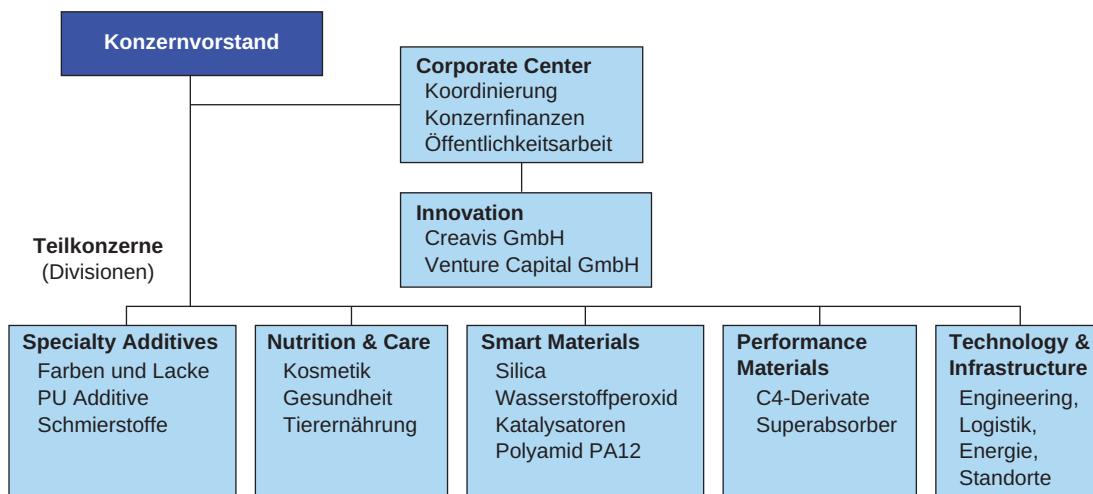 Konzernvorstand
Corporate Center
Koordinierung
Konzernfinanzen
Öffentlichkeitsarbeit
Innovation
Creavis GmbH
Venture Capital GmbH
Teilkonzerne
(Divisionen)
Specialty Additives
Farben und Lacke
PU Additive
Schmierstoffe
Nutrition & Care
Kosmetik
Gesundheit
Tierernährung
Smart Materials
Silica
Wasserstoffperoxid
Katalysatoren
Polyamid PA12
Performance
Materials
C4-Derivate
Superabsorber
Technology &
Infrastructure
Engineering,
Logistik,
Energie,
Standorte